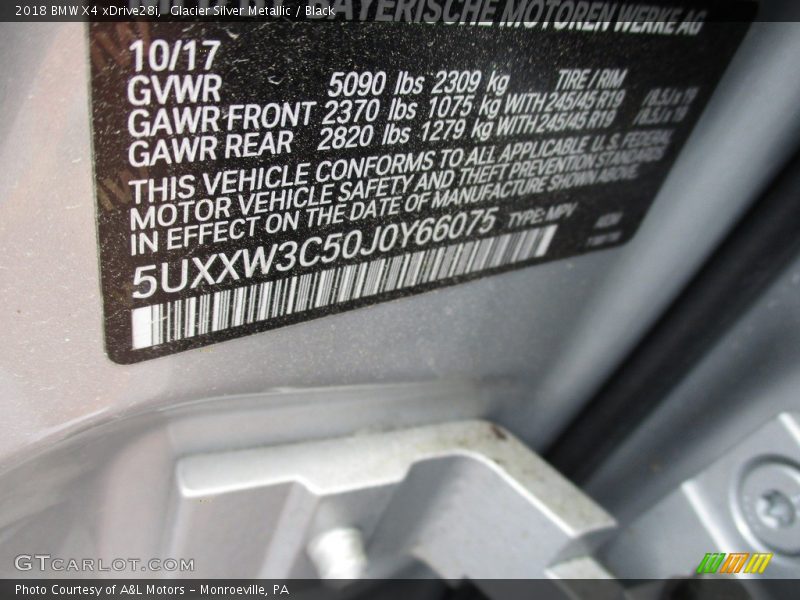 2018 BMW X4 xDrive28i, Glacier Silver Metallic / Black
BAYERISCHE MOTOREN WERKE AG
10/17
GVWR 5090 lbs 2309 kg TIRE / RIM
GAWR FRONT 2370 lbs 1075 kg WITH 245/45 R19
GAWR REAR 2820 lbs 1279 kg WITH 245/45 R19
THIS VEHICLE CONFORMS TO ALL APPLICABLE U.S. FEDERAL
MOTOR VEHICLE SAFETY AND THEFT PREVENTION STANDARDS
IN EFFECT ON THE DATE OF MANUFACTURE SHOWN ABOVE.
5UXXW3C50J0Y66075 TYPE: MPV
GTCARLOT.COM
Photo Courtesy of A&L Motors – Monroeville, PA